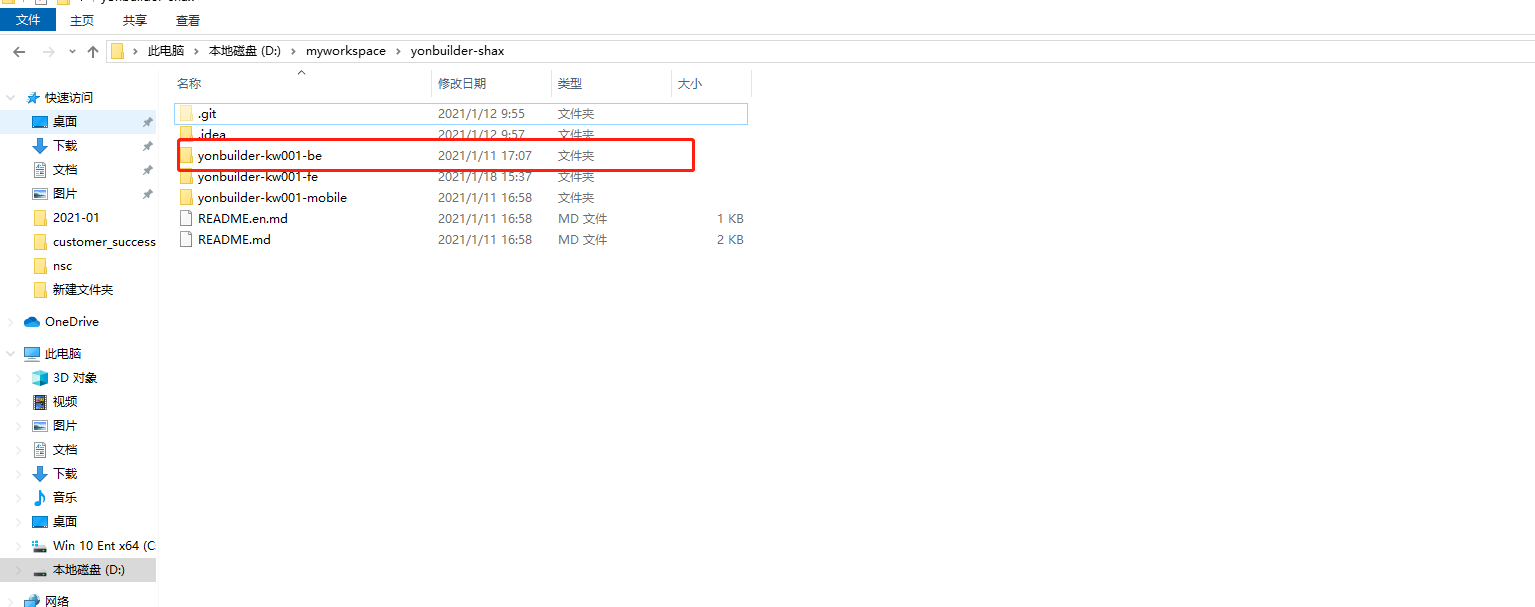 yonbuilder-shax
文件 主页 共享 查看
此电脑 本地磁盘 (D:) myworkspace yonbuilder-shax
名称 修改日期 类型 大小
.git 2021/1/12 9:55 文件夹
.idea 2021/1/12 9:57 文件夹
yonbuilder-kw001-be 2021/1/11 17:07 文件夹
yonbuilder-kw001-fe 2021/1/18 15:37 文件夹
yonbuilder-kw001-mobile 2021/1/11 16:58 文件夹
README.en.md 2021/1/11 16:58 MD 文件 1 KB
README.md 2021/1/11 16:58 MD 文件 2 KB
快速访问
桌面
下载
文档
图片
2021-01
customer_success
nsc
新建文件夹
OneDrive
此电脑
3D 对象
视频
图片
文档
下载
音乐
桌面
Win 10 Ent x64 (C
本地磁盘 (D:)
网络